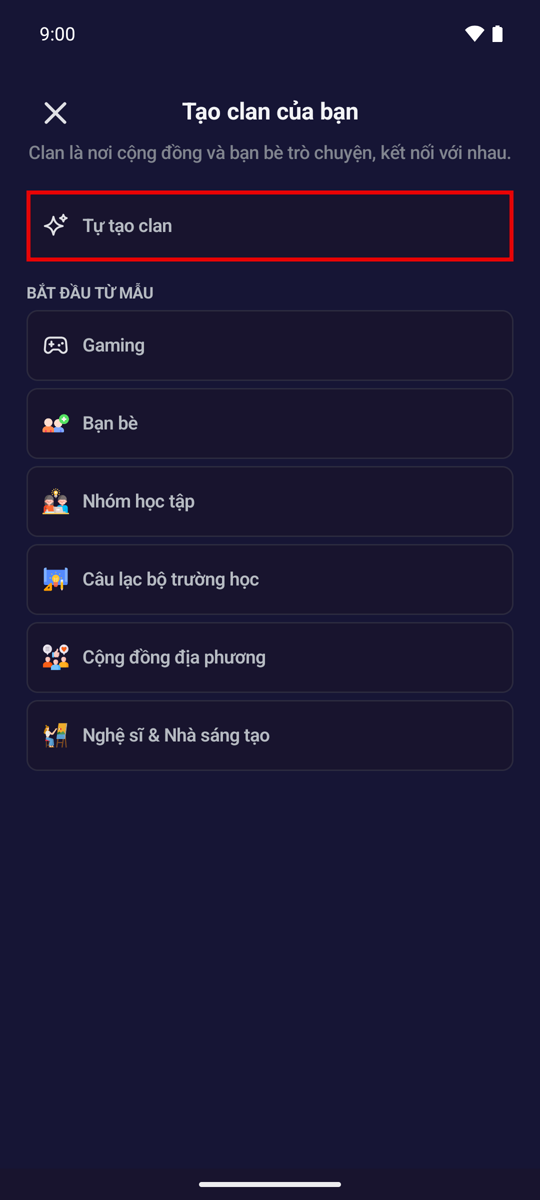 9:00
Tạo clan của bạn
Clan là nơi cộng đồng và bạn bè trò chuyện, kết nối với nhau.
Tự tạo clan
BẮT ĐẦU TỪ MẪU
Gaming
Bạn bè
Nhóm học tập
Câu lạc bộ trường học
Cộng đồng địa phương
Nghệ sĩ & Nhà sáng tạo